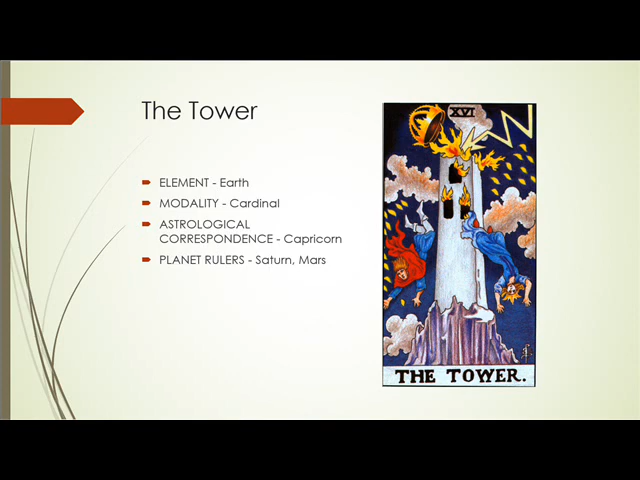 The Tower
ELEMENT - Earth
MODALITY - Cardinal
ASTROLOGICAL
CORRESPONDENCE - Capricorn
PLANET RULERS - Saturn, Mars
XVI
THE TOWER.